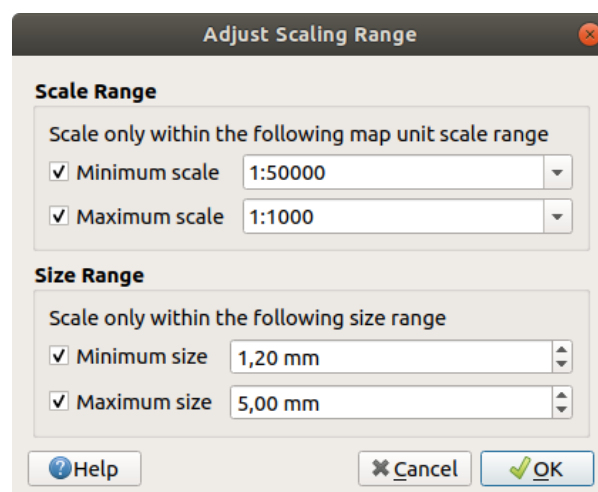 Adjust Scaling Range
Scale Range
Scale only within the following map unit scale range
Minimum scale 1:50000
Maximum scale 1:1000
Size Range
Scale only within the following size range
Minimum size 1,20 mm
Maximum size 5,00 mm
Help Cancel OK